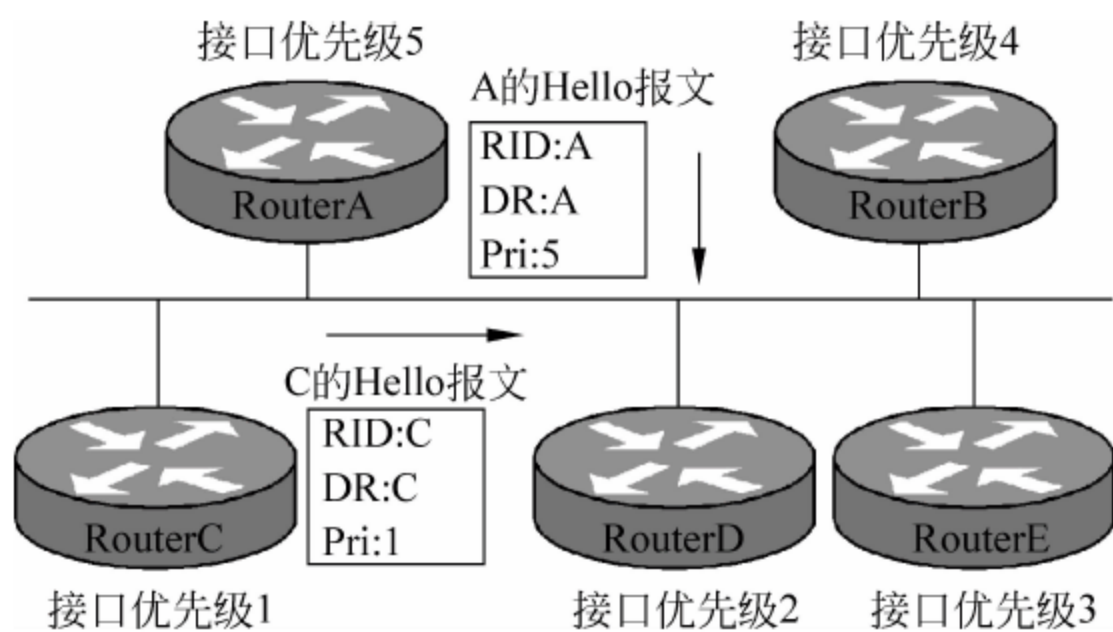 接口优先级5
接口优先级4
A的Hello报文
RID:A
DR:A
Pri:5
RouterA
RouterB
C的Hello报文
RID:C
DR:C
Pri:1
RouterC
RouterD
RouterE
接口优先级1
接口优先级2
接口优先级3